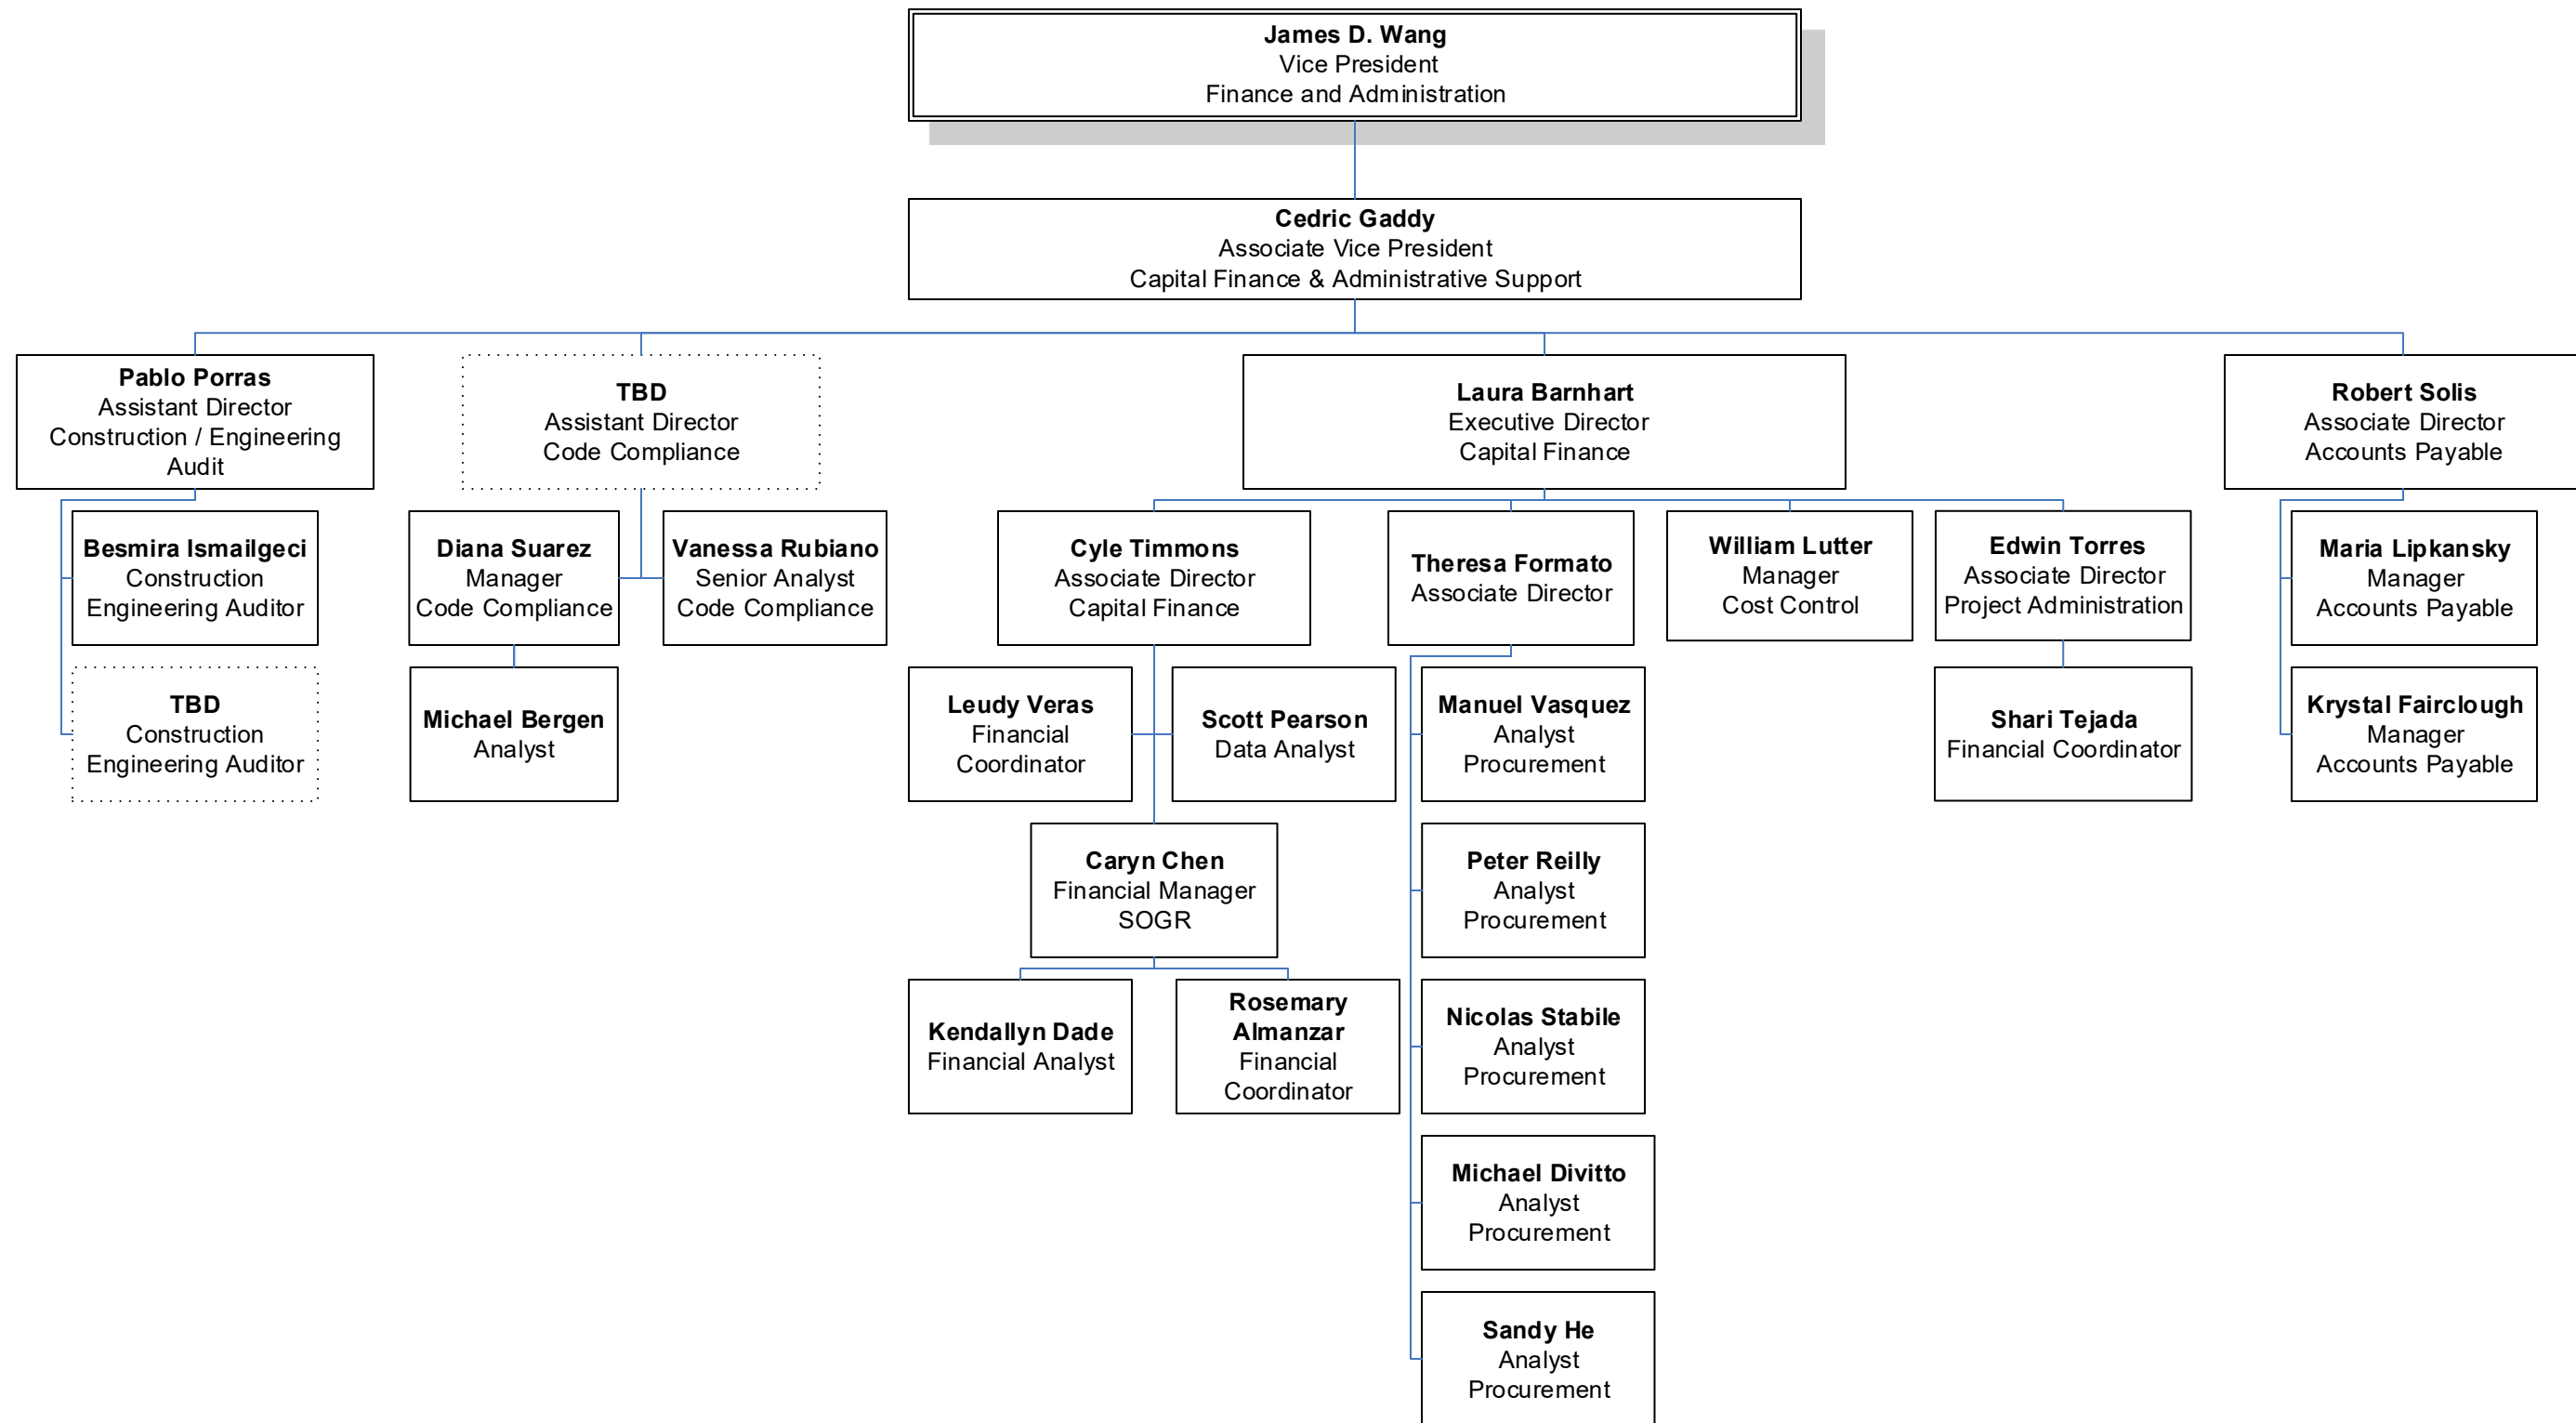 James D. Wang
Vice President
Finance and Administration
Cedric Gaddy
Associate Vice President
Capital Finance & Administrative Support
Pablo Porras
Assistant Director
Construction / Engineering
Audit
TBD
Assistant Director
Code Compliance
Laura Barnhart
Executive Director
Capital Finance
Robert Solis
Associate Director
Accounts Payable
Besmira Ismailgeci
Construction
Engineering Auditor
Diana Suarez
Manager
Code Compliance
Vanessa Rubiano
Senior Analyst
Code Compliance
Cyle Timmons
Associate Director
Capital Finance
Theresa Formato
Associate Director
William Lutter
Manager
Cost Control
Edwin Torres
Associate Director
Project Administration
Maria Lipkansky
Manager
Accounts Payable
TBD
Construction
Engineering Auditor
Michael Bergen
Analyst
Leudy Veras
Financial
Coordinator
Scott Pearson
Data Analyst
Manuel Vasquez
Analyst
Procurement
Shari Tejada
Financial Coordinator
Krystal Fairclough
Manager
Accounts Payable
Caryn Chen
Financial Manager
SOGR
Peter Reilly
Analyst
Procurement
Kendallyn Dade
Financial Analyst
Rosemary
Almanzar
Financial
Coordinator
Nicolas Stabile
Analyst
Procurement
Michael Divitto
Analyst
Procurement
Sandy He
Analyst
Procurement